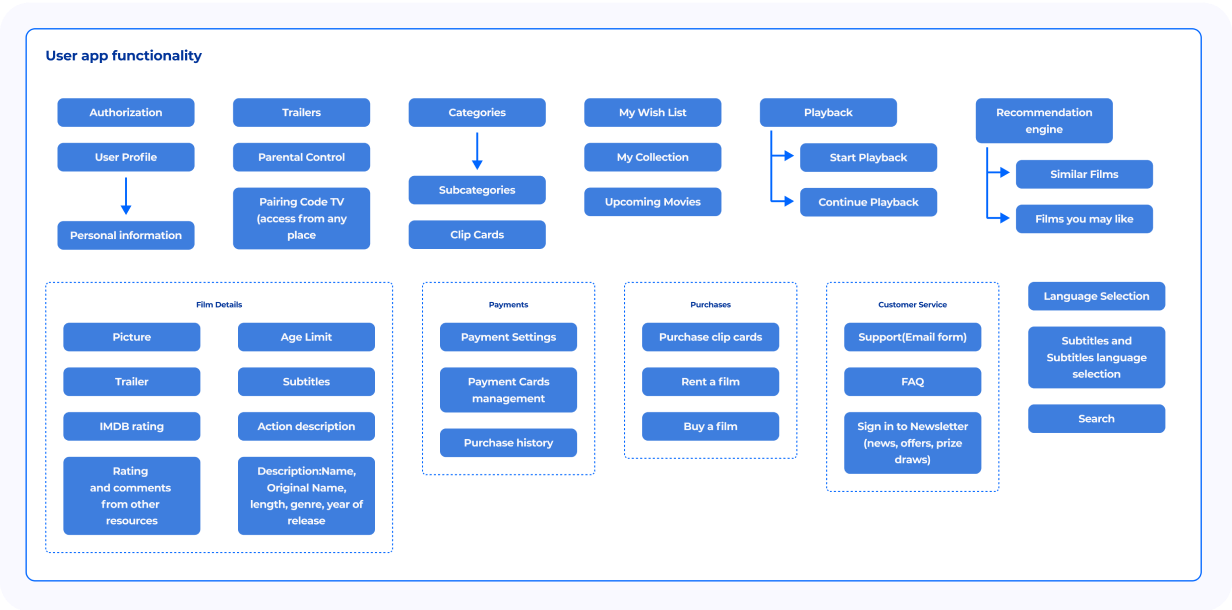 User app functionality
Authorization
User Profile
Personal information
Trailers
Parental Control
Pairing Code TV
(access from any
place
Categories
Subcategories
Clip Cards
My Wish List
My Collection
Upcoming Movies
Playback
Start Playback
Continue Playback
Recommendation
engine
Similar Films
Films you may like
Film Details
Picture
Trailer
IMDB rating
Rating
and comments
from other
resources
Age Limit
Subtitles
Action description
Description:Name,
Original Name,
length, genre, year of
release
Payments
Payment Settings
Payment Cards
management
Purchase history
Purchases
Purchase clip cards
Rent a film
Buy a film
Customer Service
Support(Email form)
FAQ
Sign in to Newsletter
(news, offers, prize
draws)
Language Selection
Subtitles and
Subtitles language
selection
Search